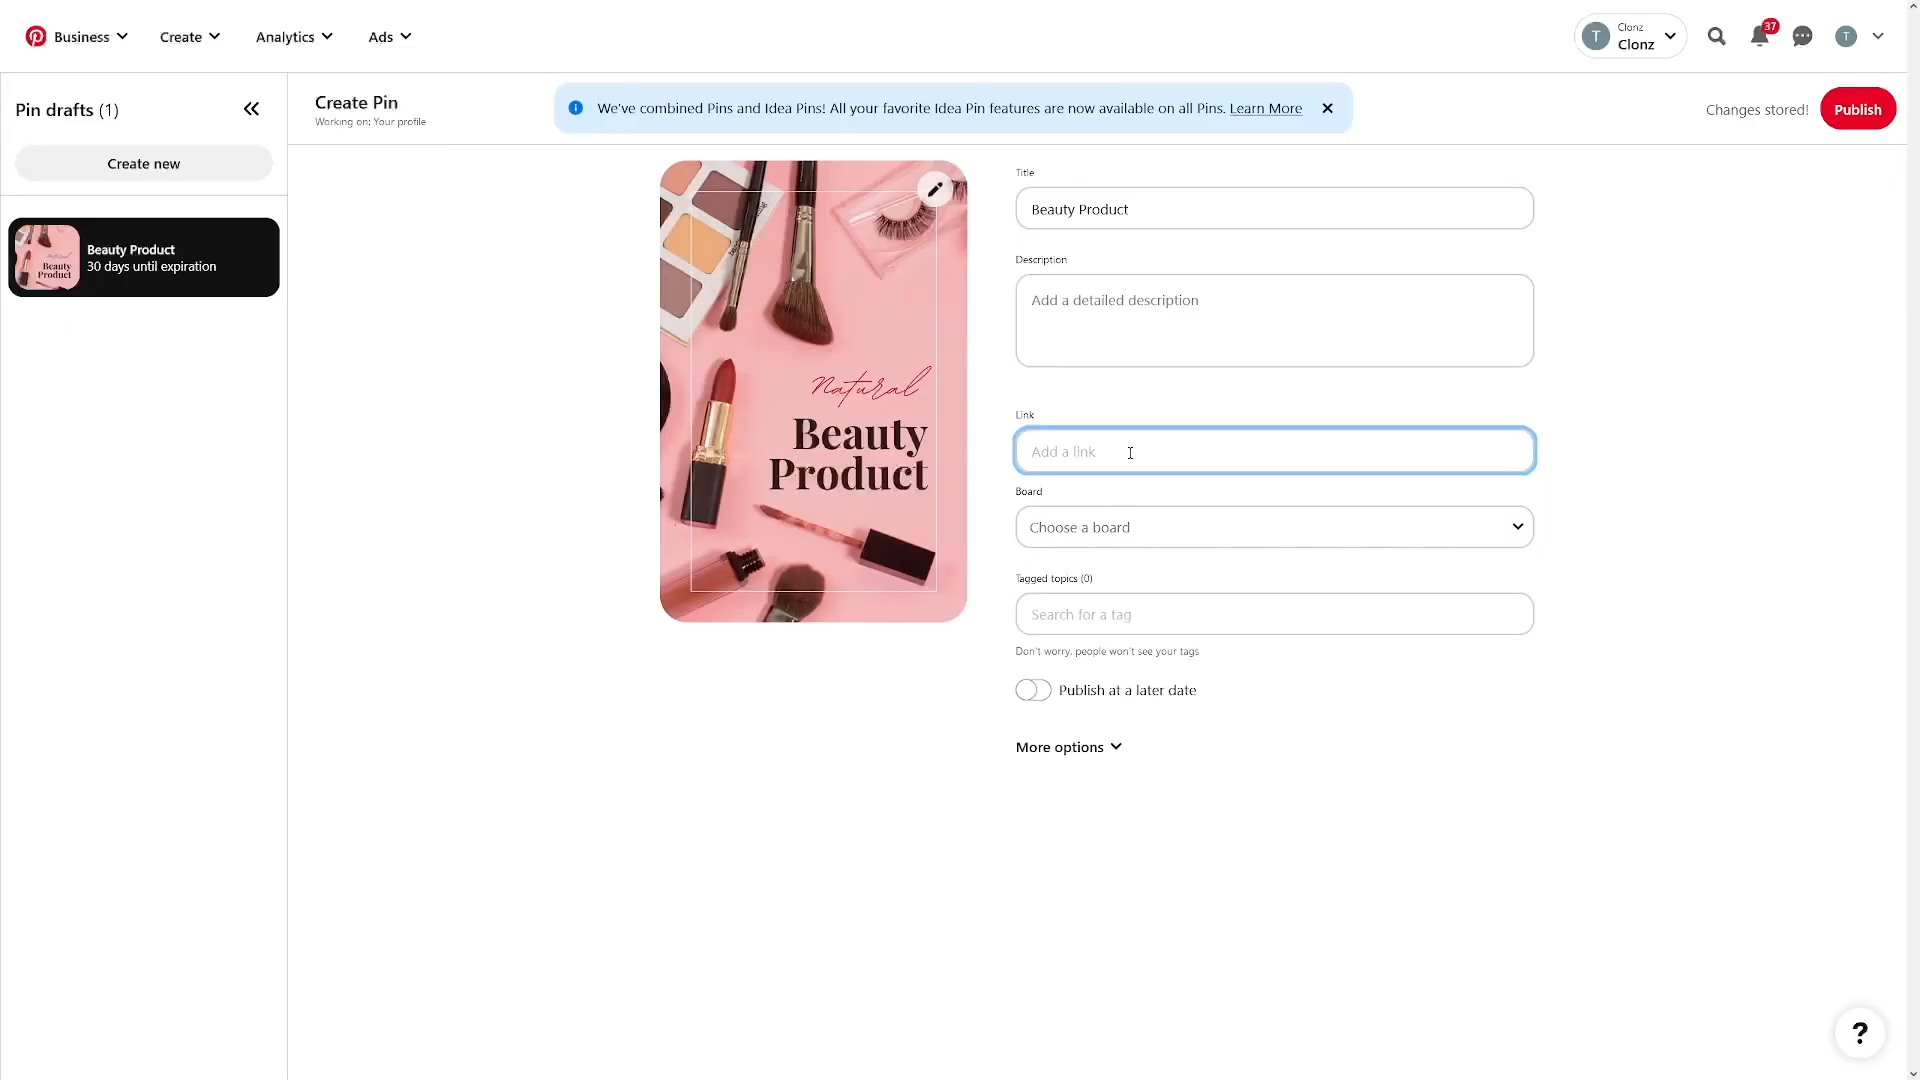 Business
Create
Analytics
Ads
T
Clonz
Clonz
37
T
Pin drafts (1)
Create Pin
Working on: Your profile
We've combined Pins and Idea Pins! All your favorite Idea Pin features are now available on all Pins. Learn More
Changes stored!
Publish
Create new
Beauty Product
30 days until expiration
Natural
Beauty
Product
Natural
Beauty
Product
Title
Beauty Product
Description
Add a detailed description
Link
Add a link
Board
Choose a board
Tagged topics (0)
Search for a tag
Don't worry, people won't see your tags
Publish at a later date
More options
?